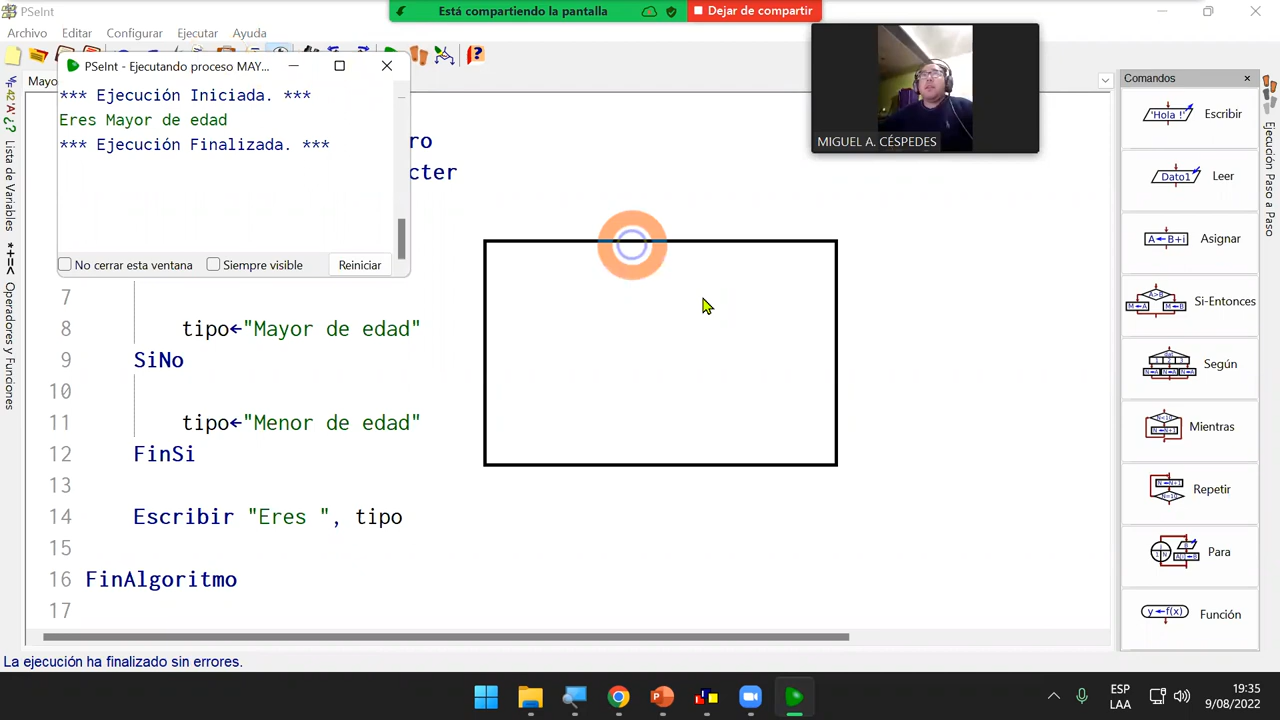 PSeInt
Está compartiendo la pantalla
Dejar de compartir
Archivo Editar Configurar Ejecutar Ayuda
PSeInt - Ejecutando proceso MAY...
Mayo
*** Ejecución Iniciada. ***
Eres Mayor de edad
*** Ejecución Finalizada. ***
No cerrar esta ventana
Siempre visible
Reiniciar
MIGUEL A. CÉSPEDES
ro
cter
7
8 tipo←"Mayor de edad"
9 SiNo
10
11 tipo←"Menor de edad"
12 FinSi
13
14 Escribir "Eres ", tipo
15
16 FinAlgoritmo
17
Lista de Variables
*+=< Operadores y Funciones
Comandos
'Hola !' Escribir
Dato1 Leer
A←B+i Asignar
A>B M←A M←B Si-Entonces
Según
Mientras
Repetir
Para
y←f(x) Función
Ejecución Paso a Paso
La ejecución ha finalizado sin errores.
ESP
LAA
19:35
9/08/2022